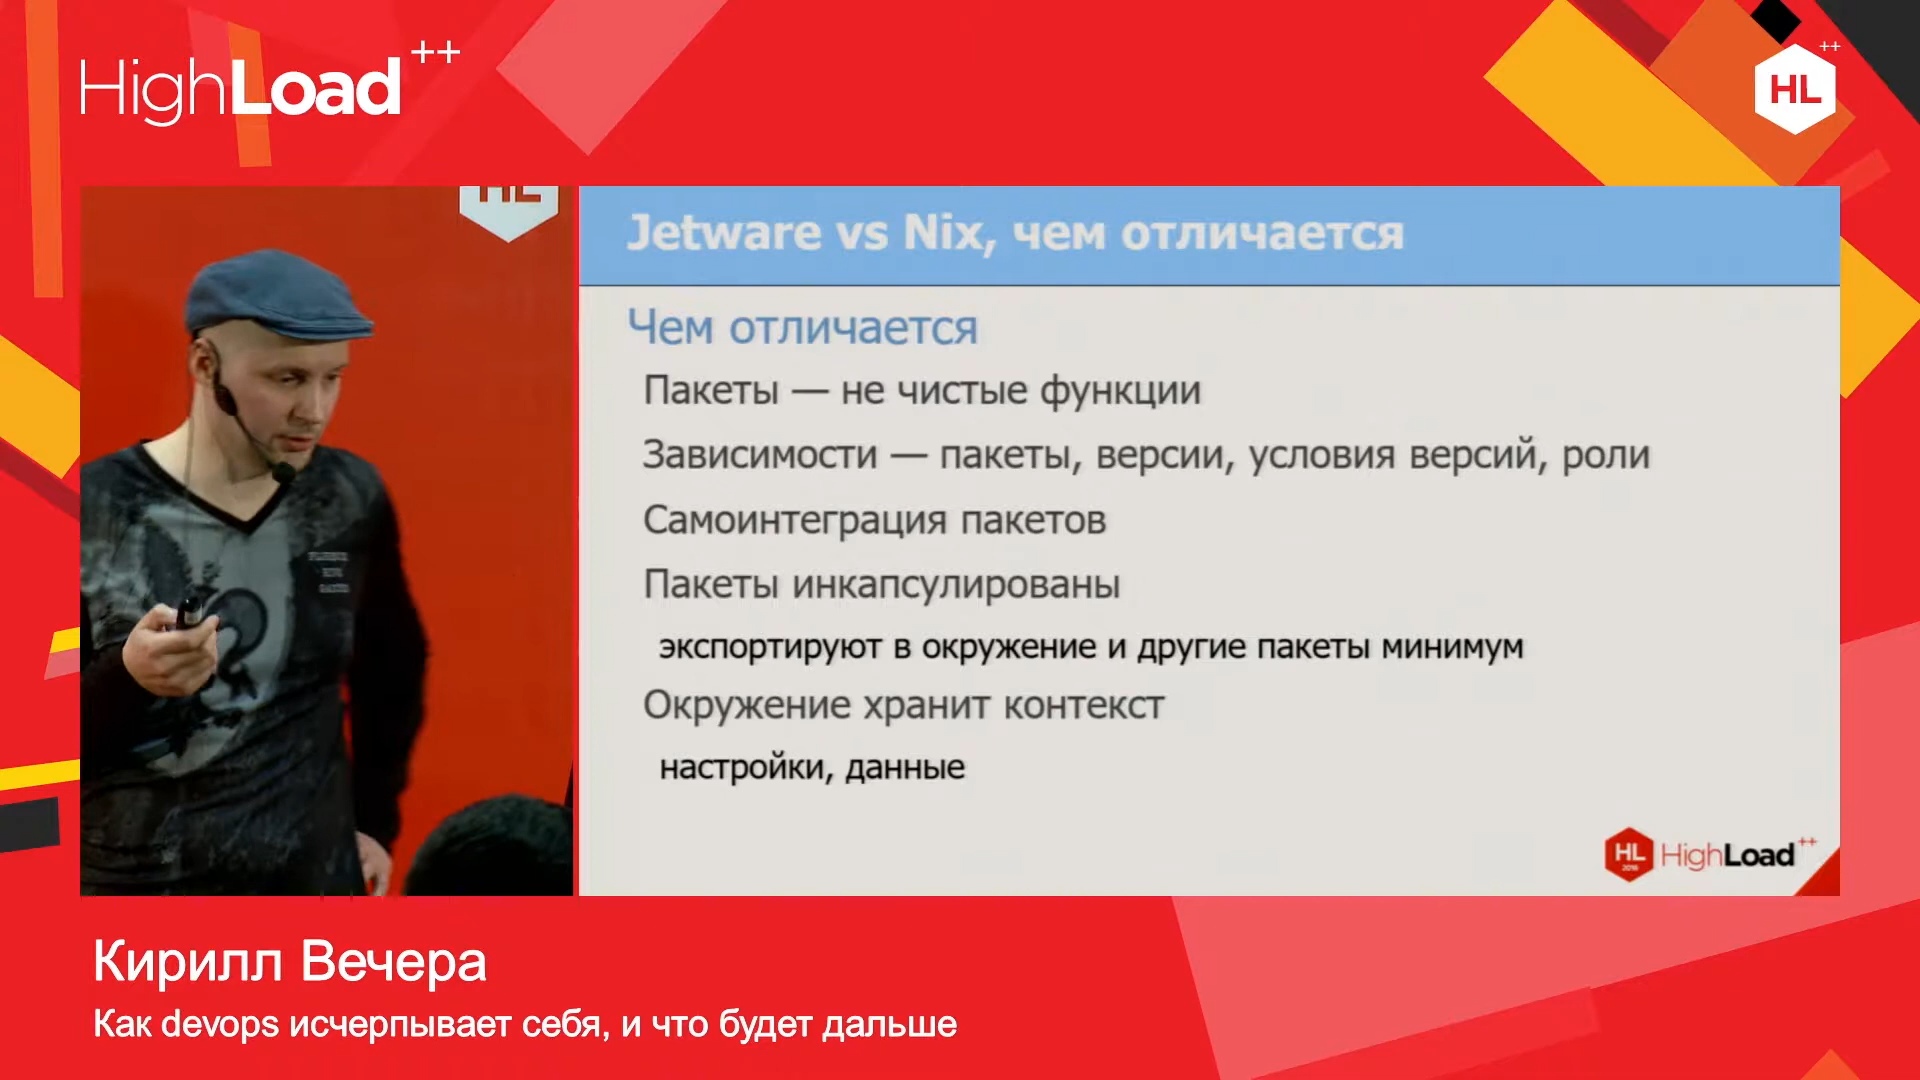 HighLoad++
HL++
HL
Jetware vs Nix, чем отличается
Чем отличается
Пакеты — не чистые функции
Зависимости — пакеты, версии, условия версий, роли
Самоинтеграция пакетов
Пакеты инкапсулированы
экспортируют в окружение и другие пакеты минимум
Окружение хранит контекст
настройки, данные
HL
HighLoad++
Кирилл Вечера
Как devops исчерпывает себя, и что будет дальше